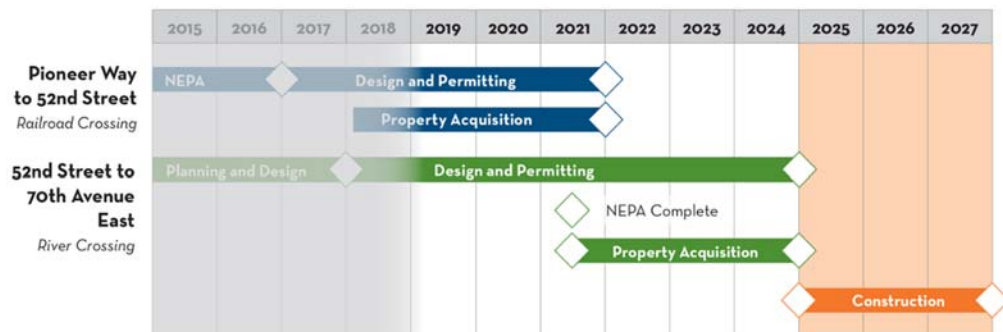 2015 2016 2017 2018 2019 2020 2021 2022 2023 2024 2025 2026 2027
Pioneer Way
to 52nd Street
Railroad Crossing
NEPA Design and Permitting
Property Acquisition
52nd Street to
70th Avenue
East
River Crossing
Planning and Design Design and Permitting
NEPA Complete
Property Acquisition
Construction